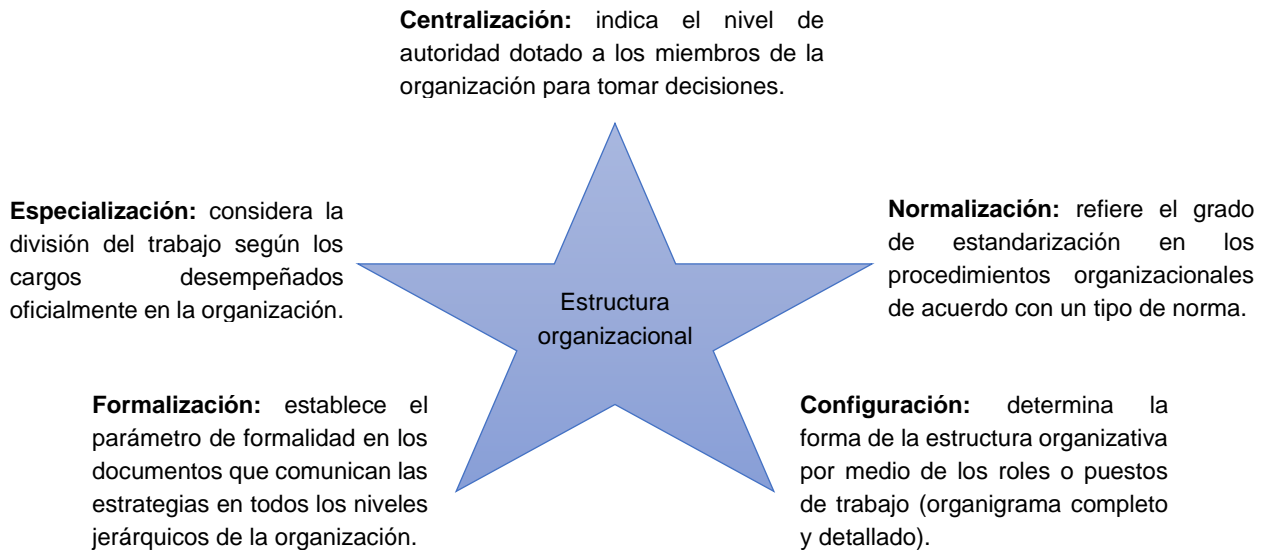 Centralización: indica el nivel de
autoridad dotado a los miembros de la
organización para tomar decisiones.
Especialización: considera la
división del trabajo según los
cargos desempeñados
oficialmente en la organización.
Normalización: refiere el grado
de estandarización en los
procedimientos organizacionales
de acuerdo con un tipo de norma.
Estructura
organizacional
Formalización: establece el
parámetro de formalidad en los
documentos que comunican las
estrategias en todos los niveles
jerárquicos de la organización.
Configuración: determina la
forma de la estructura organizativa
por medio de los roles o puestos
de trabajo (organigrama completo
y detallado).